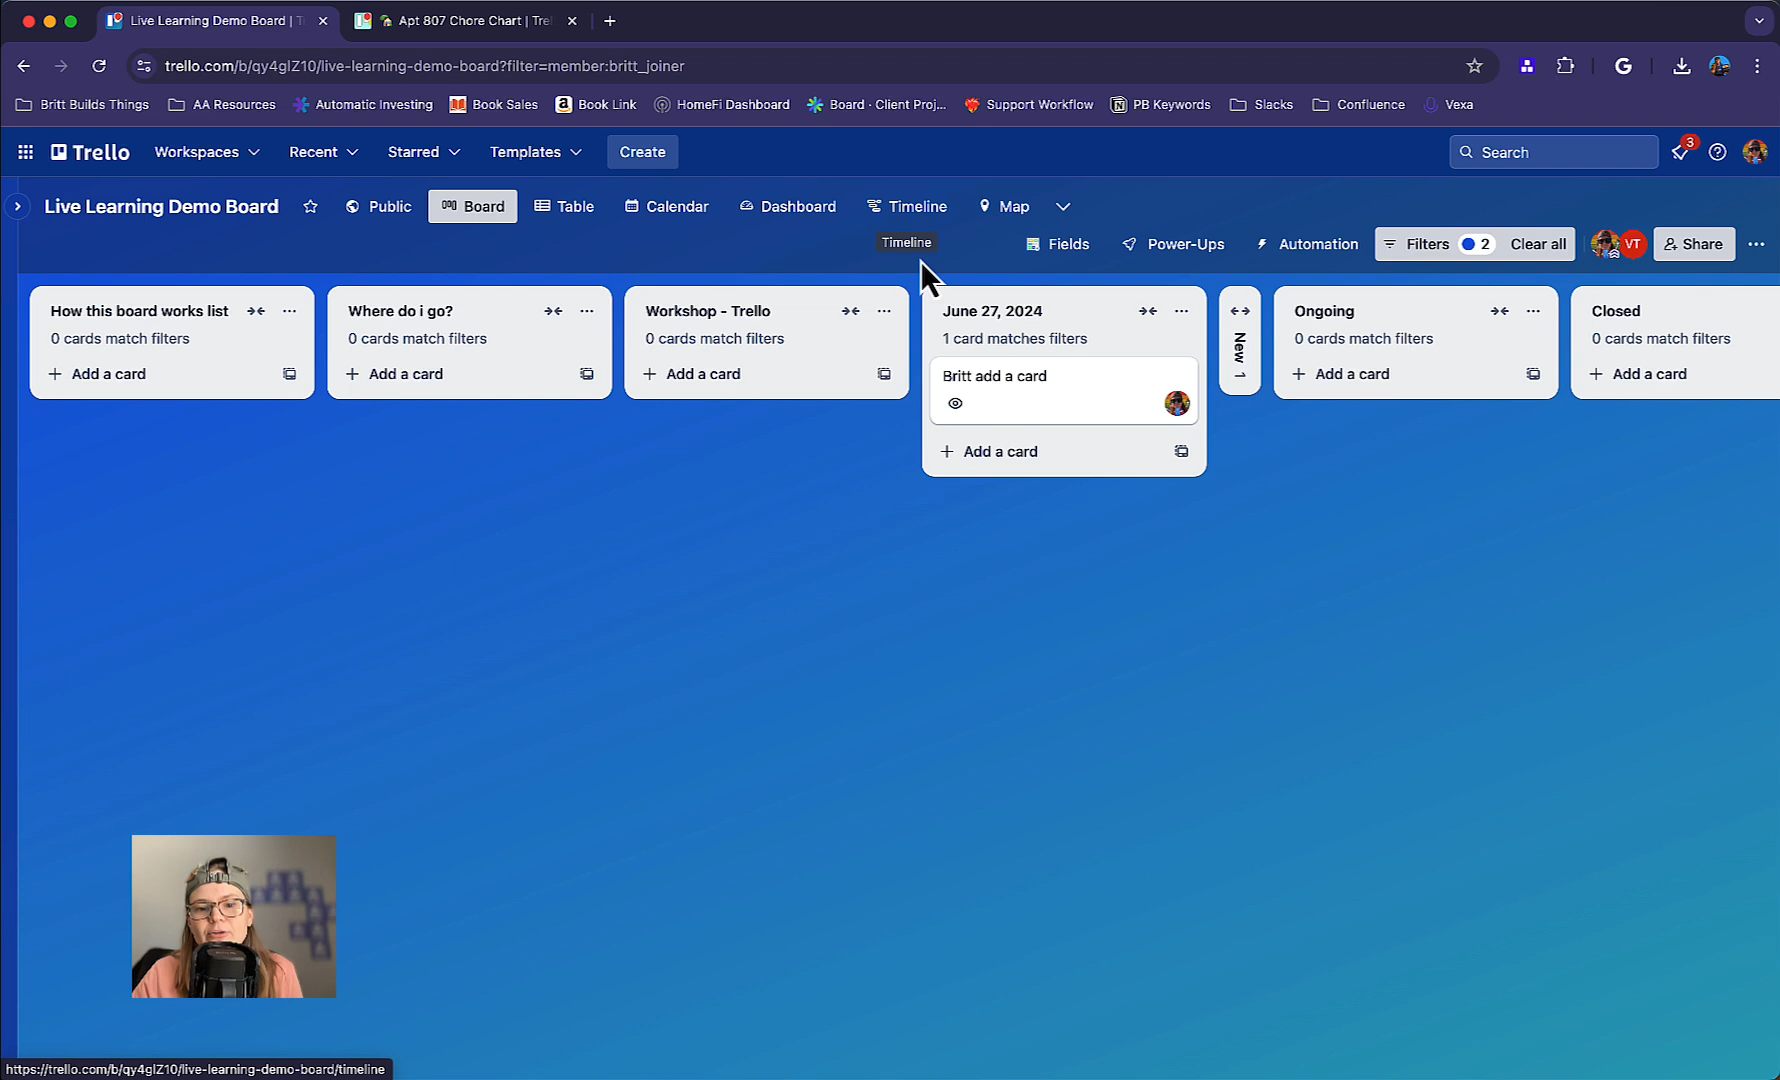 Live Learning Demo Board | T
Apt 807 Chore Chart | Trel
trello.com/b/qy4glZ10/live-learning-demo-board?filter=member:britt_joiner
Britt Builds Things
AA Resources
Automatic Investing
Book Sales
Book Link
HomeFi Dashboard
Board · Client Proj...
Support Workflow
PB Keywords
Slacks
Confluence
Vexa
Trello
Workspaces
Recent
Starred
Templates
Create
Search
3
Live Learning Demo Board
Public
Board
Table
Calendar
Dashboard
Timeline
Map
Timeline
Fields
Power-Ups
Automation
Filters
2
Clear all
VT
Share
How this board works list
0 cards match filters
Add a card
Where do i go?
0 cards match filters
Add a card
Workshop - Trello
0 cards match filters
Add a card
June 27, 2024
1 card matches filters
Britt add a card
Add a card
New 1
Ongoing
0 cards match filters
Add a card
Closed
0 cards match filters
Add a card
https://trello.com/b/qy4glZ10/live-learning-demo-board/timeline